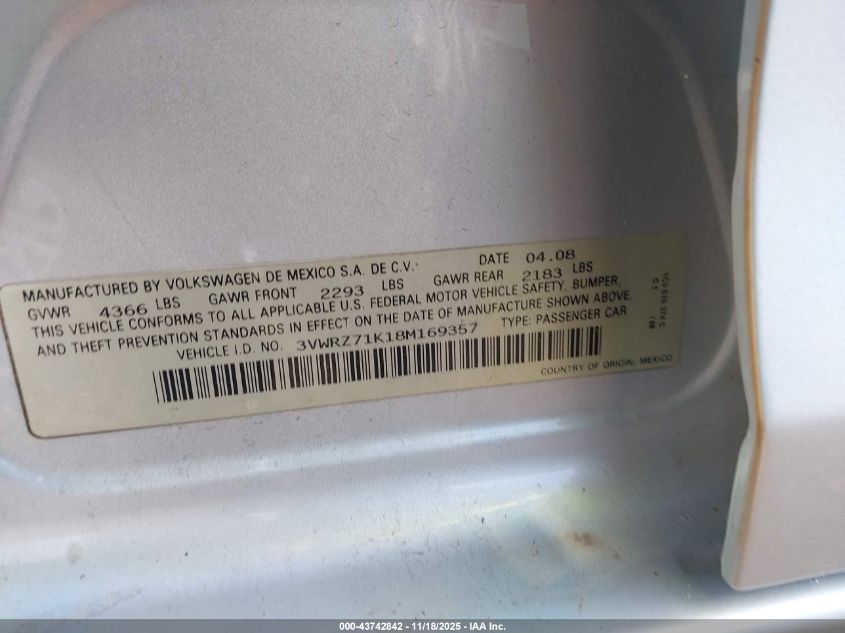 MANUFACTURED BY VOLKSWAGEN DE MEXICO S.A. DE C.V. DATE 04.08
GVWR 4366 LBS GAWR FRONT 2293 LBS GAWR REAR 2183 LBS
THIS VEHICLE CONFORMS TO ALL APPLICABLE U.S. FEDERAL MOTOR VEHICLE SAFETY, BUMPER,
AND THEFT PREVENTION STANDARDS IN EFFECT ON THE DATE OF MANUFACTURE SHOWN ABOVE.
VEHICLE I.D. NO. 3VWRZ71K18M169357 TYPE: PASSENGER CAR
COUNTRY OF ORIGIN: MEXICO
000-43742842 - 11/18/2025 - IAA Inc.